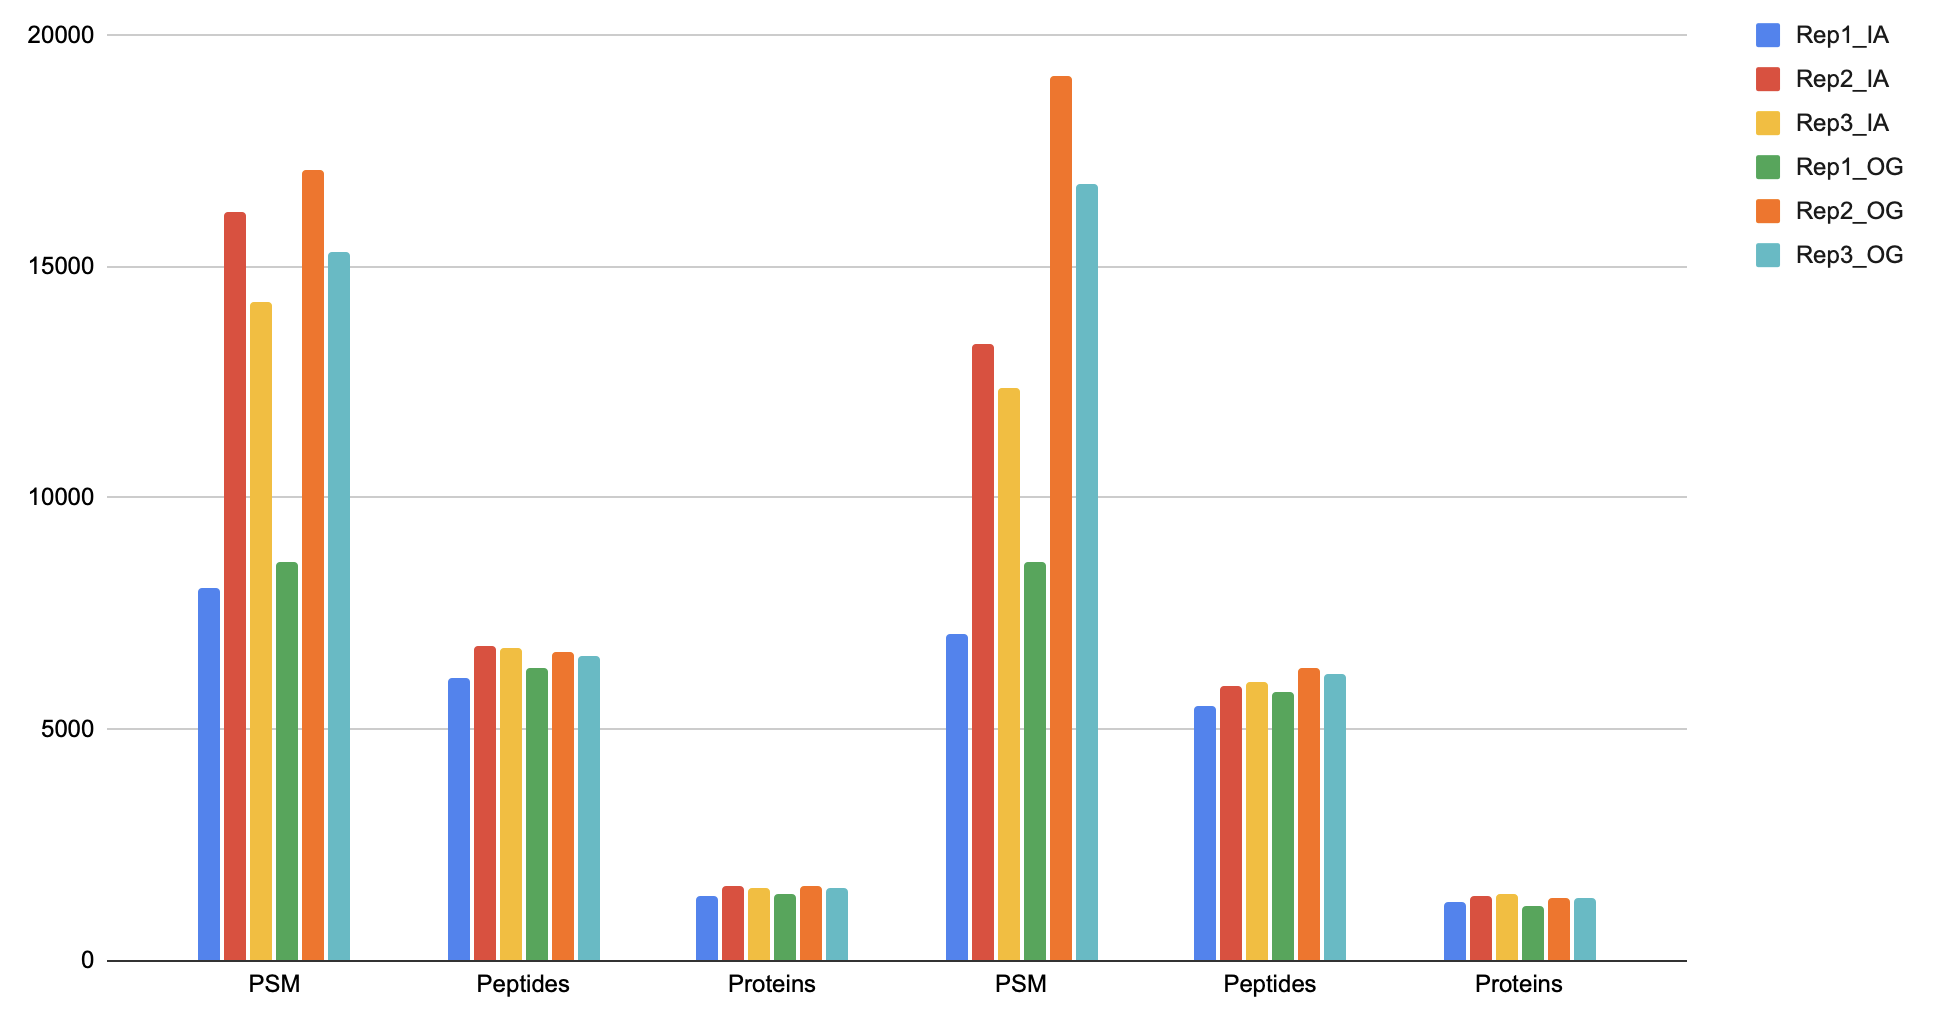 20000
15000
10000
5000
0
PSM
Peptides
Proteins
PSM
Peptides
Proteins
Rep1_IA
Rep2_IA
Rep3_IA
Rep1_OG
Rep2_OG
Rep3_OG